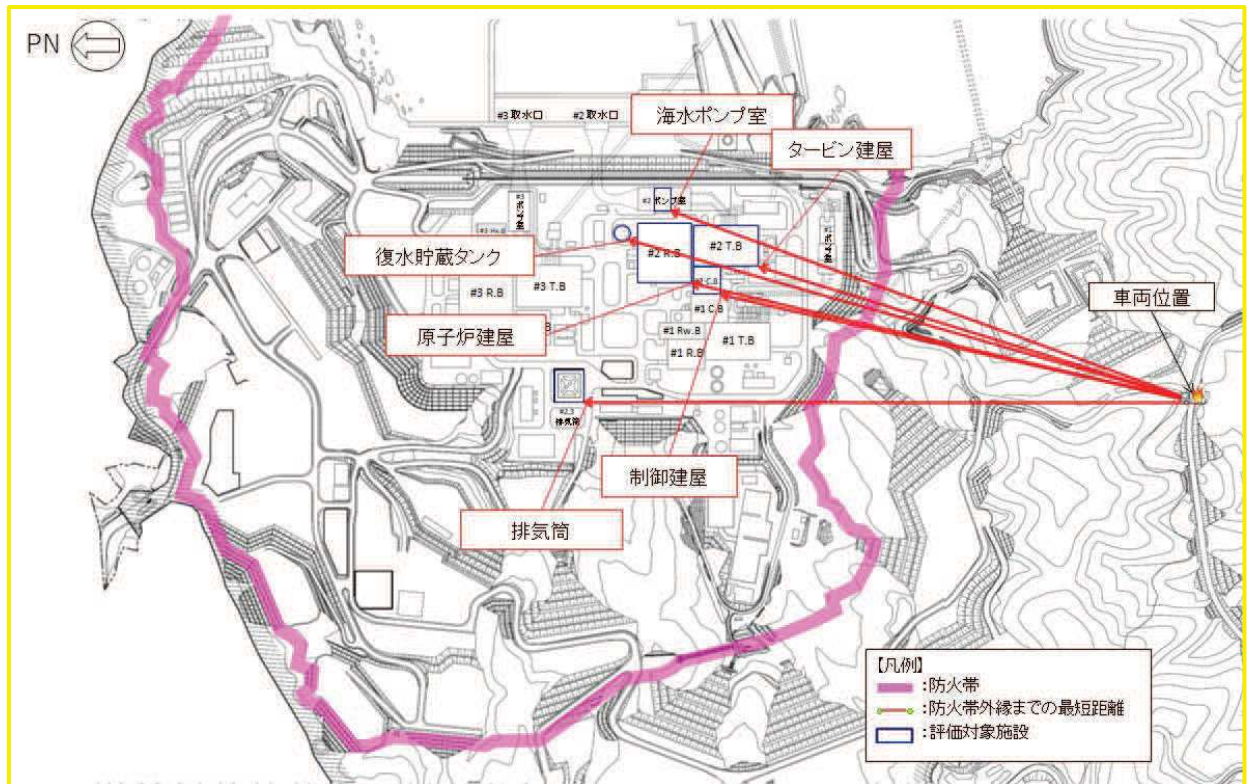 PN
海水ポンプ室
#3 取水口
#2 取水口
タービン建屋
#2 ポンプ室
復水貯蔵タンク
#2 R.B
#2 T.B
#3 R.B
#3 T.B
車両位置
原子炉建屋
#1 C.B
#1 Rw.B
#1 T.B
#1 R.B
#2,3
排気筒
制御建屋
排気筒
【凡例】
:防火帯
:防火帯外縁までの最短距離
:評価対象施設